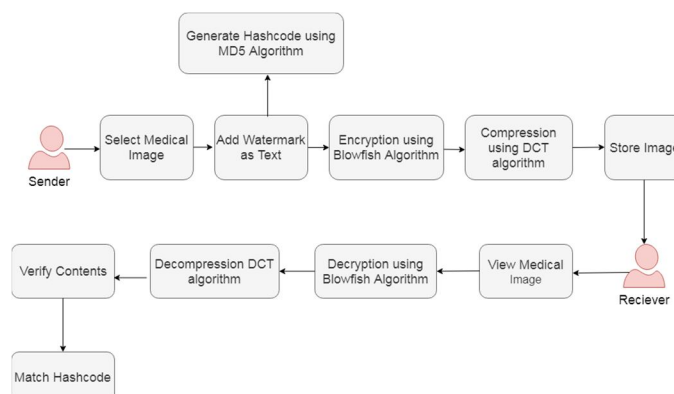 Generate Hashcode using
MD5 Algorithm
Select Medical
Image
Add Watermark
as Text
Encryption using
Blowfish Algorithm
Compression
using DCT
algorithm
Store Image
Sender
Verify Contents
Decompression DCT
algorithm
Decryption using
Blowfish Algorithm
View Medical
Image
Reciever
Match Hashcode